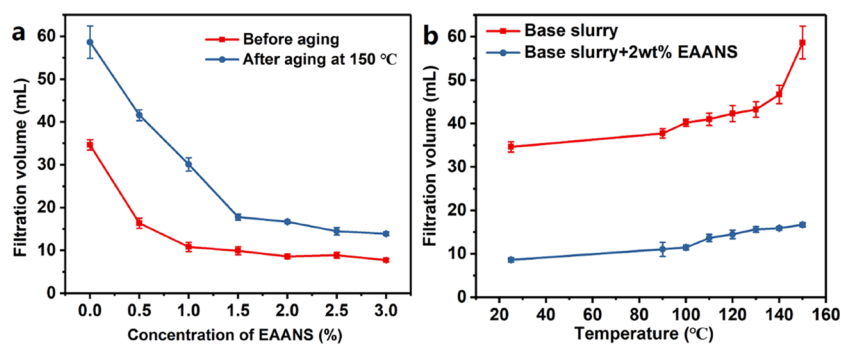 a
Before aging
After aging at 150 ℃
Filtration volume (mL)
60
50
40
30
20
10
0
0.0 0.5 1.0 1.5 2.0 2.5 3.0
Concentration of EAANS (%)
b
Base slurry
Base slurry+2wt% EAANS
Filtration volume (mL)
60
50
40
30
20
10
0
20 40 60 80 100 120 140 160
Temperature (℃)